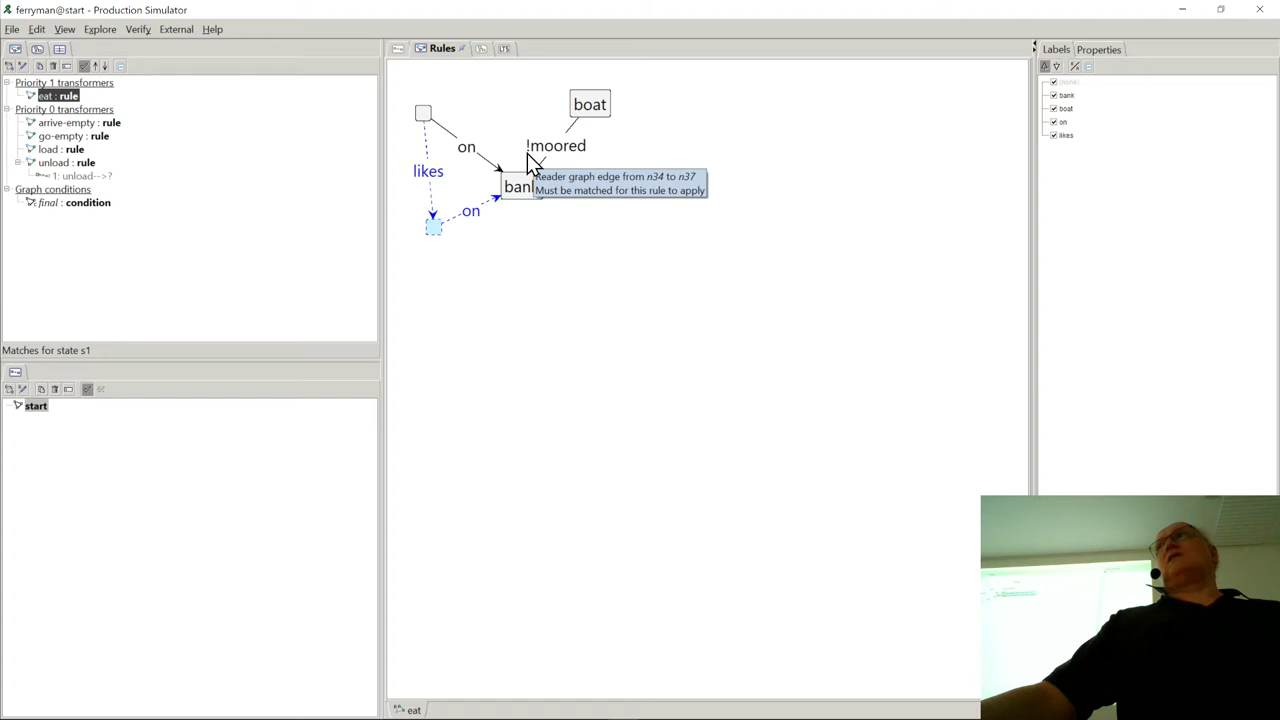 ferryman@start - Production Simulator
File Edit View Explore Verify External Help
Rules
Labels Properties
Priority 1 transformers
eat : rule
Priority 0 transformers
arrive-empty : rule
go-empty : rule
load : rule
unload : rule
1: unload-->?
Graph conditions
final : condition
Matches for state s1
start
boat
on
!moored
likes
Reader graph edge from n34 to n37
Must be matched for this rule to apply
on
(none)
bank
boat
on
likes
eat